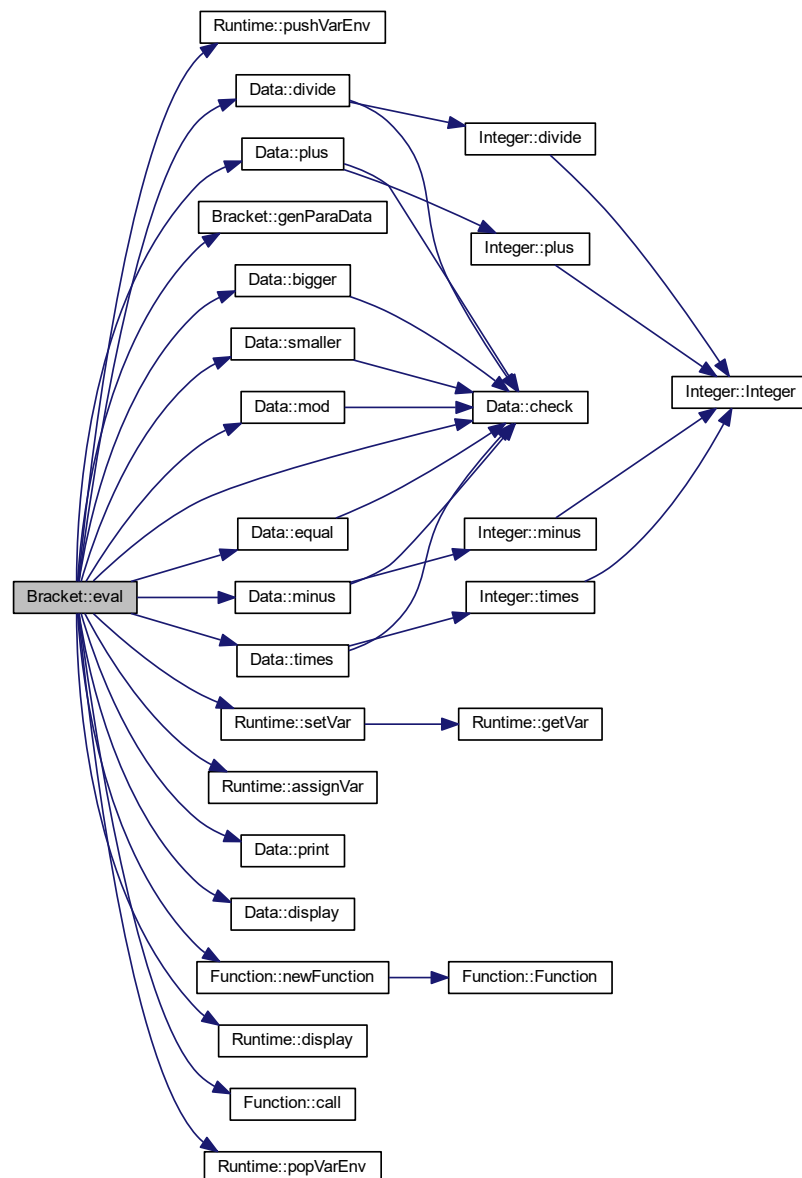 Runtime::pushVarEnv
Data::divide
Integer::divide
Data::plus
Bracket::genParaData
Integer::plus
Data::bigger
Data::smaller
Integer::Integer
Data::mod
Data::check
Data::equal
Integer::minus
Bracket::eval
Data::minus
Integer::times
Data::times
Runtime::setVar
Runtime::getVar
Runtime::assignVar
Data::print
Data::display
Function::newFunction
Function::Function
Runtime::display
Function::call
Runtime::popVarEnv